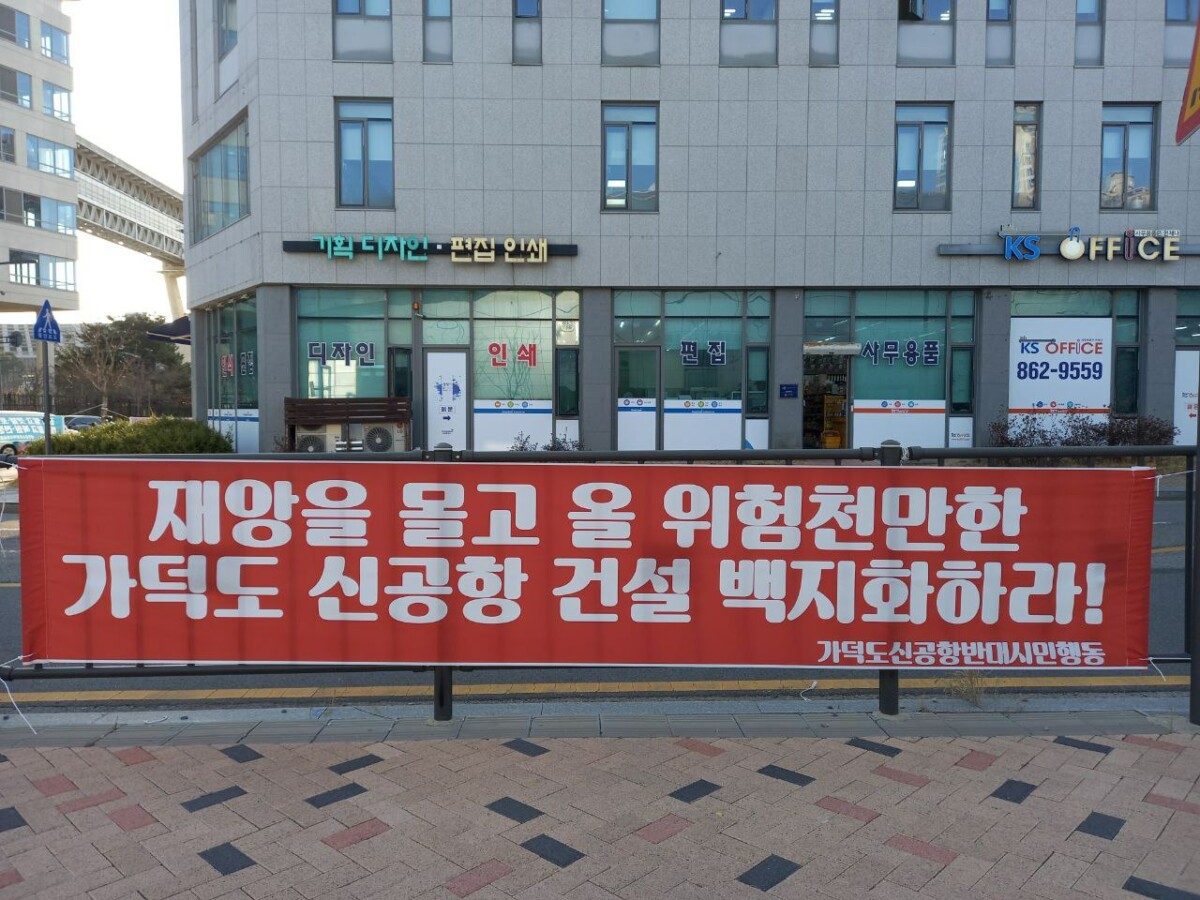 기획 디자인 · 편집 인쇄
KS OFFICE
디자인
인쇄
편집
사무용품
KS OFFICE
862-9559
재앙을 몰고 올 위험천만한
가덕도 신공항 건설 백지화하라!
가덕도신공항반대시민행동